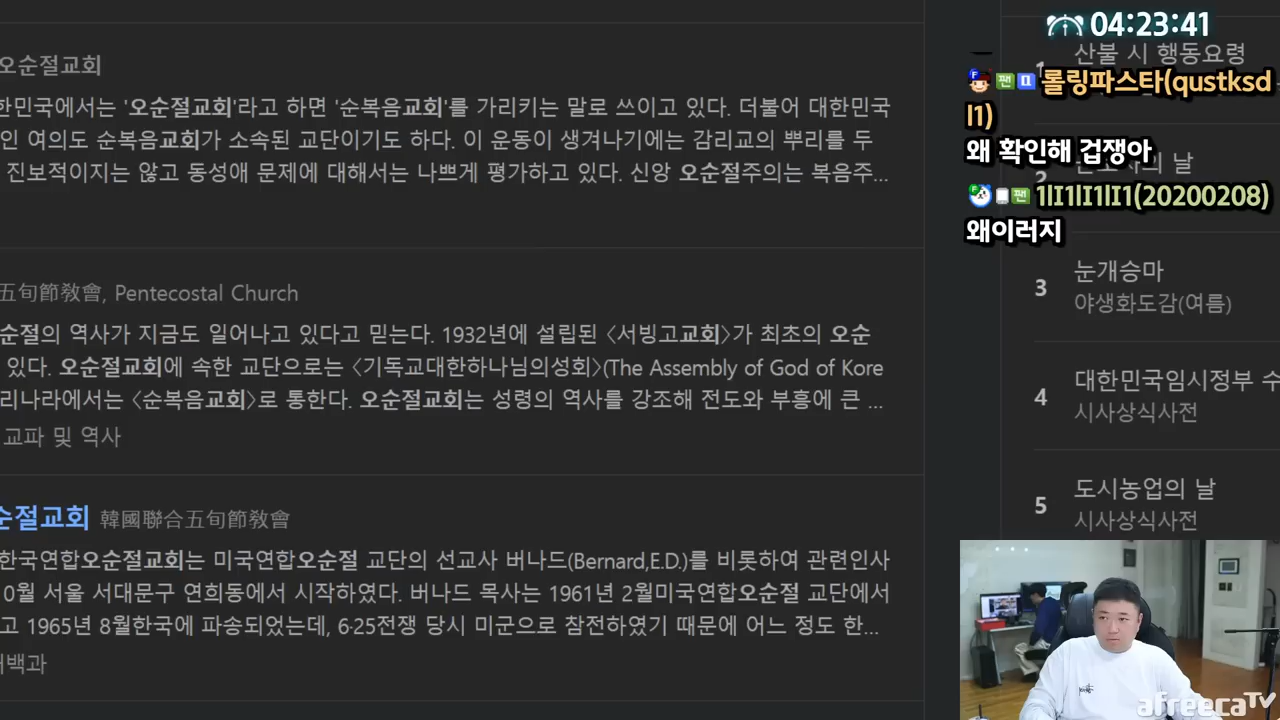 오순절교회
한민국에서는 '오순절교회'라고 하면 '순복음교회'를 가리키는 말로 쓰이고 있다. 더불어 대한민국
인 여의도 순복음교회가 소속된 교단이기도 하다. 이 운동이 생겨나기에는 감리교의 뿌리를 두
진보적이지는 않고 동성애 문제에 대해서는 나쁘게 평가하고 있다. 신앙 오순절주의는 복음주...
五旬節敎會, Pentecostal Church
순절의 역사가 지금도 일어나고 있다고 믿는다. 1932년에 설립된 〈서빙고교회〉가 최초의 오순
있다. 오순절교회에 속한 교단으로는 〈기독교대한하나님의성회〉(The Assembly of God of Kore
리나라에서는 〈순복음교회〉로 통한다. 오순절교회는 성령의 역사를 강조해 전도와 부흥에 큰 ...
교파 및 역사
순절교회 韓國聯合五旬節敎會
한국연합오순절교회는 미국연합오순절 교단의 선교사 버나드(Bernard,E.D.)를 비롯하여 관련인사
0월 서울 서대문구 연희동에서 시작하였다. 버나드 목사는 1961년 2월미국연합오순절 교단에서
고 1965년 8월한국에 파송되었는데, 6·25전쟁 당시 미군으로 참전하였기 때문에 어느 정도 한...
백과
04:23:41
1 산불 시 행동요령
롤링파스타(qustksd
l1)
왜 확인해 겁쟁아
의 날
1lI1lI1lI1(20200208)
왜이러지
3 눈개승마
야생화도감(여름)
4 대한민국임시정부 수
시사상식사전
5 도시농업의 날
시사상식사전
afreecaTV